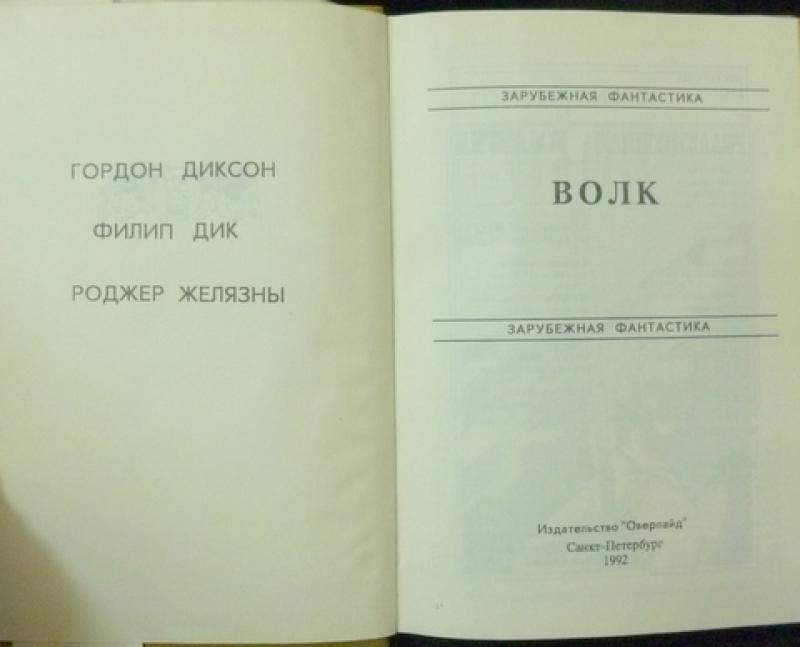 ГОРДОН ДИКСОН
ФИЛИП ДИК
РОДЖЕР ЖЕЛЯЗНЫ
ЗАРУБЕЖНАЯ ФАНТАСТИКА
ВОЛК
ЗАРУБЕЖНАЯ ФАНТАСТИКА
Издательство "Оверлайд"
Санкт-Петербург
1992